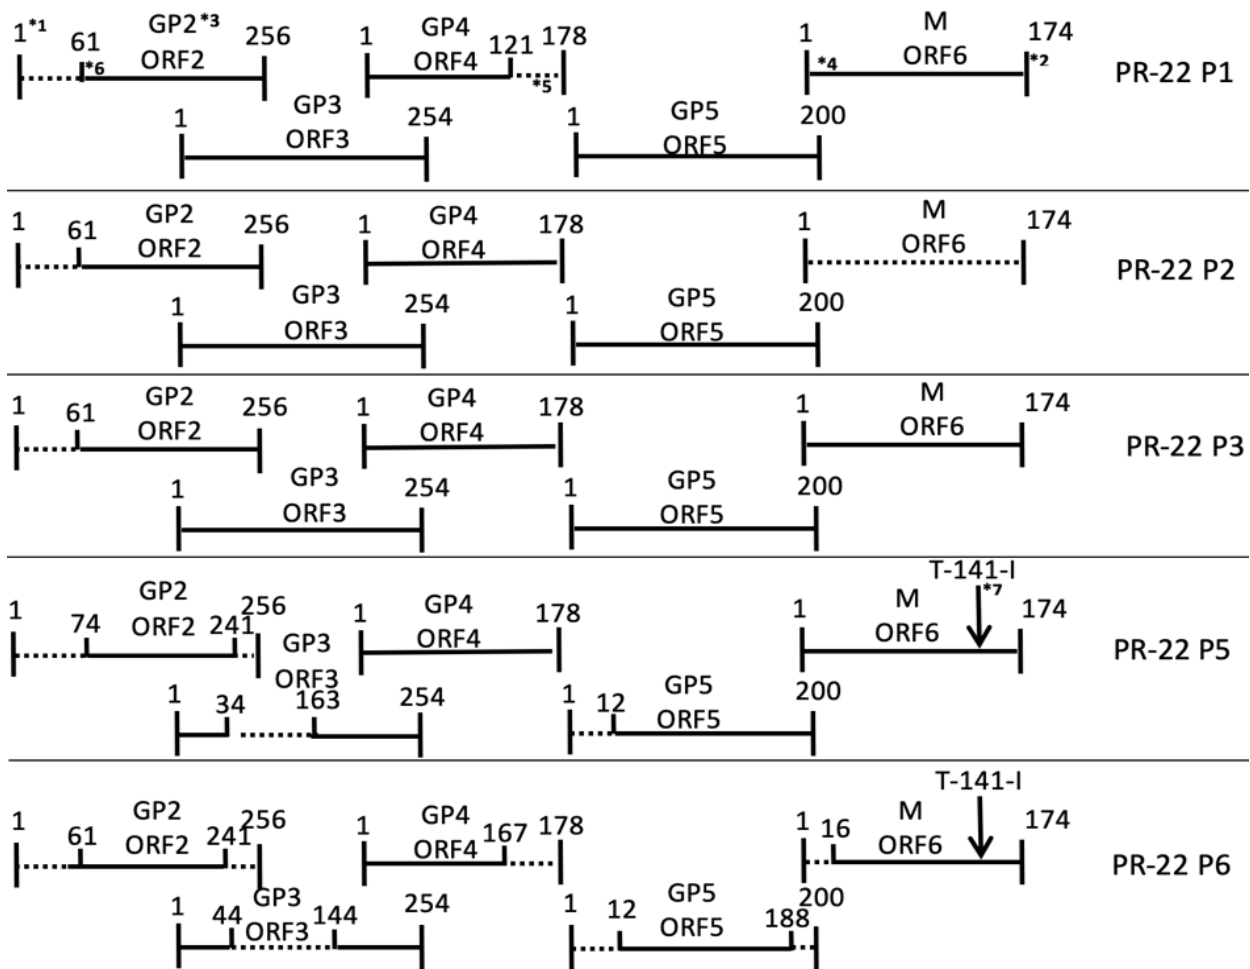 1*1 61 *6 GP2*3 256 1 GP4 121 178 1 M 174
ORF2 ORF4 *5 *4 ORF6 *2 PR-22 P1
1 GP3 254 1 GP5 200
ORF3 ORF5
1 61 GP2 256 1 GP4 178 1 M 174
ORF2 ORF4 ORF6 PR-22 P2
1 GP3 254 1 GP5 200
ORF3 ORF5
1 61 GP2 256 1 GP4 178 1 M 174
ORF2 ORF4 ORF6 PR-22 P3
1 GP3 254 1 GP5 200
ORF3 ORF5
T-141-I
*7
1 74 GP2 241 256 1 GP4 178 1 M 174
ORF2 ORF4 ORF6 PR-22 P5
1 34 GP3 163 254 1 12 GP5 200
ORF3 ORF5
T-141-I
1 61 GP2 241 256 1 GP4 167 178 1 16 M 174
ORF2 ORF4 ORF6 PR-22 P6
1 44 GP3 144 254 1 12 GP5 188 200
ORF3 ORF5